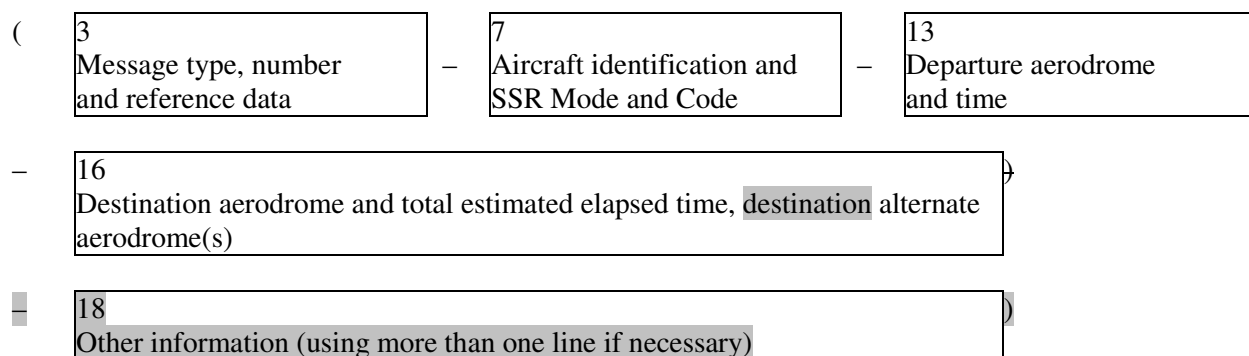 ( 3 7 13
Message type, number – Aircraft identification and – Departure aerodrome
and reference data SSR Mode and Code and time
– 16 )
Destination aerodrome and total estimated elapsed time, destination alternate
aerodrome(s)
– 18 )
Other information (using more than one line if necessary)